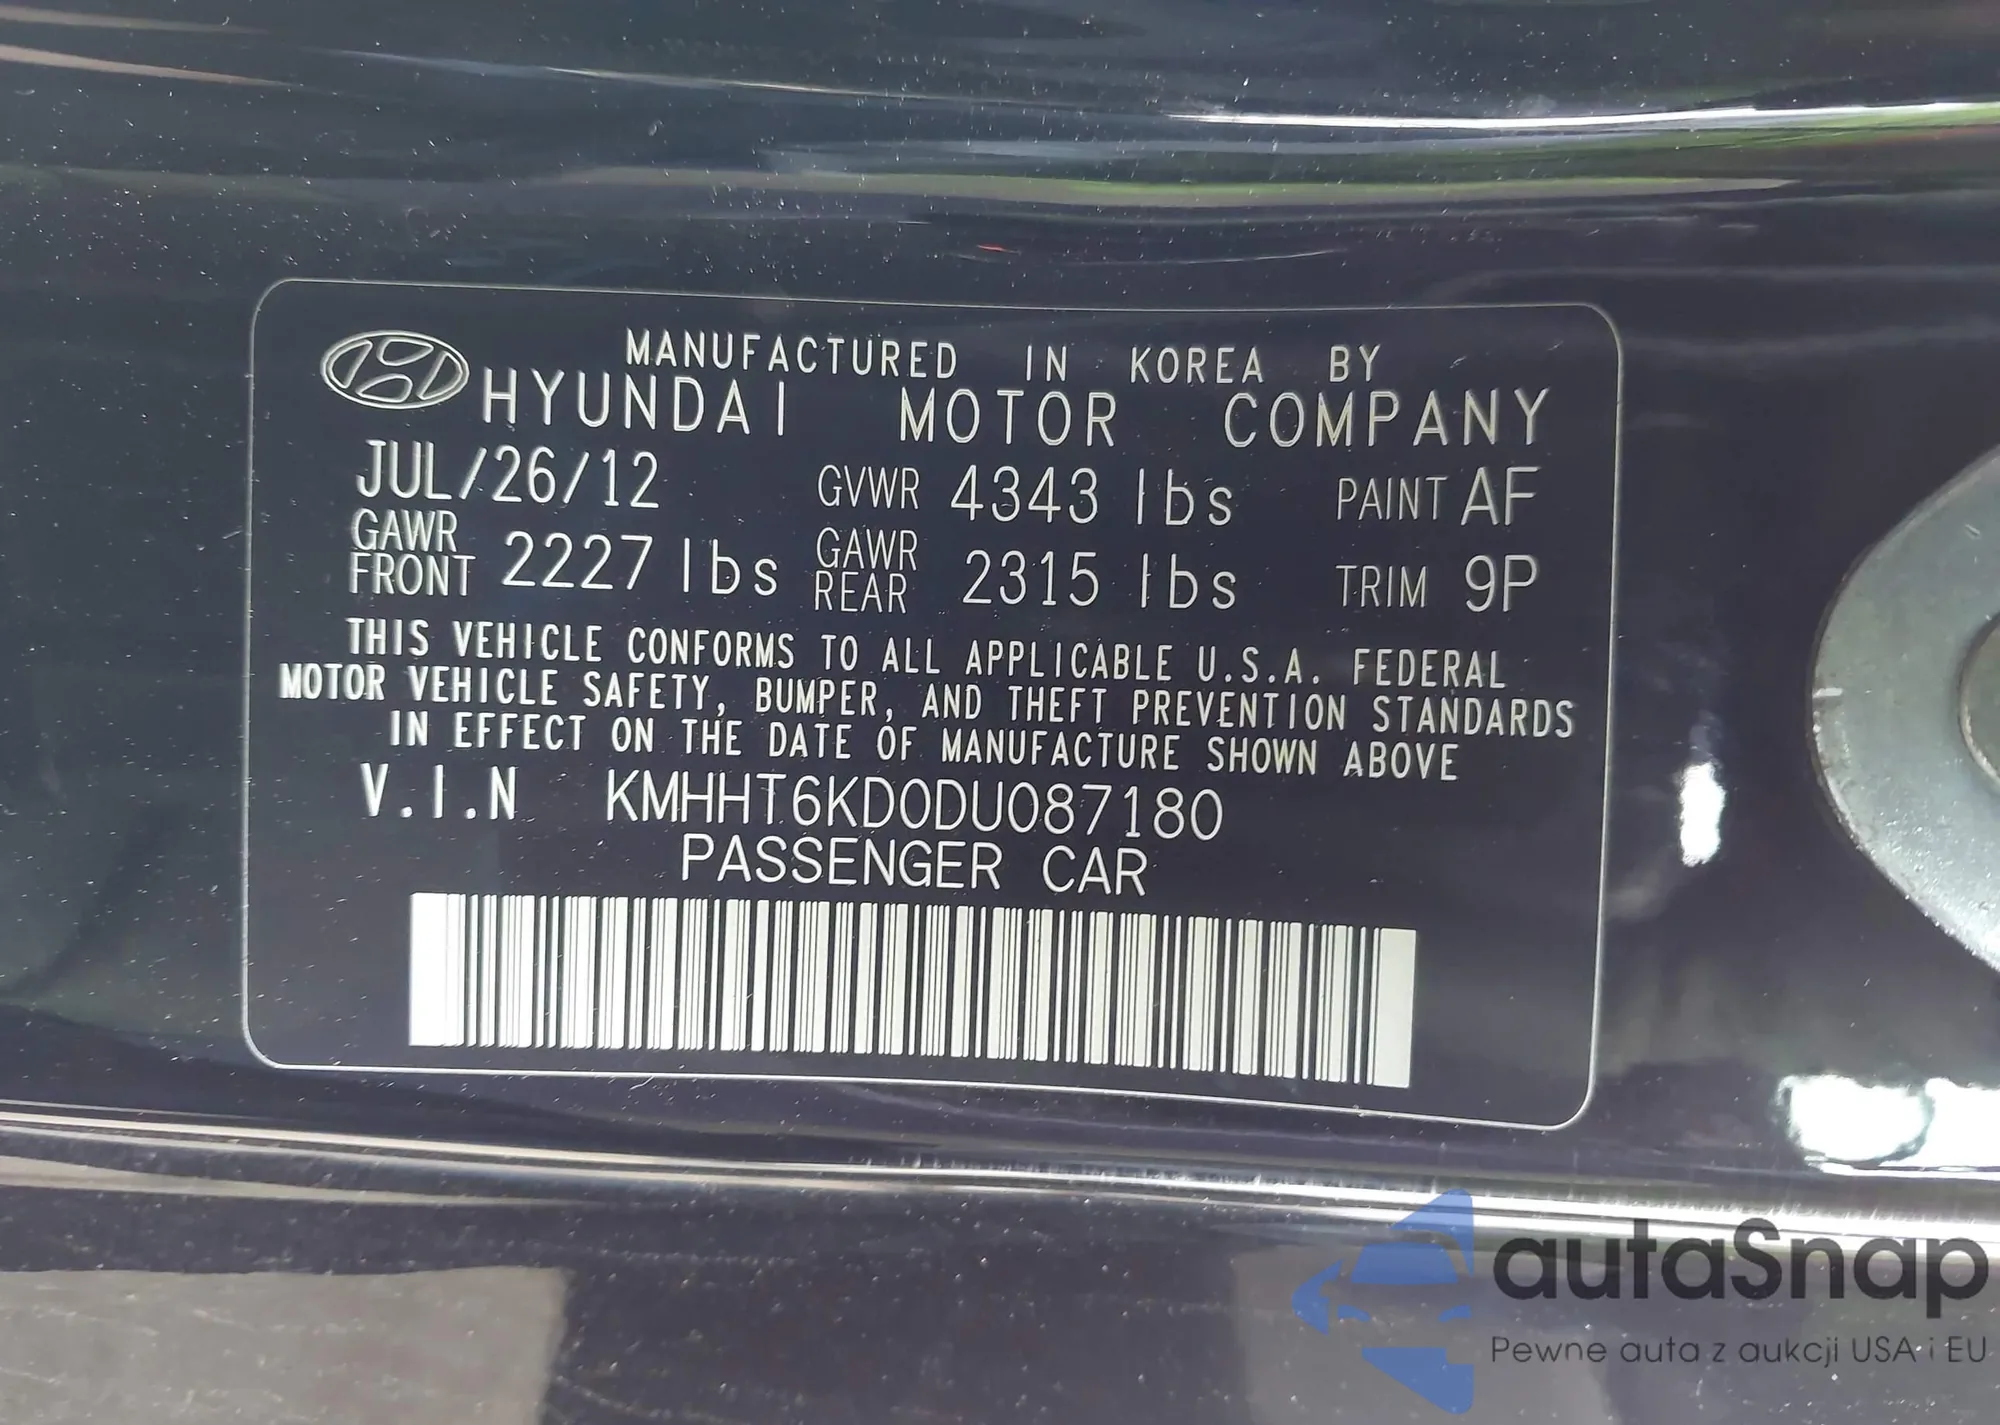 MANUFACTURED IN KOREA BY
HYUNDAI MOTOR COMPANY
JUL/26/12 GVWR 4343 lbs PAINT AF
GAWR FRONT 2227 lbs GAWR REAR 2315 lbs TRIM 9P
THIS VEHICLE CONFORMS TO ALL APPLICABLE U.S.A. FEDERAL
MOTOR VEHICLE SAFETY, BUMPER, AND THEFT PREVENTION STANDARDS
IN EFFECT ON THE DATE OF MANUFACTURE SHOWN ABOVE
V.I.N KMHHT6KD0DU087180
PASSENGER CAR
autaSnap
Pewne auta z aukcji USA i EU